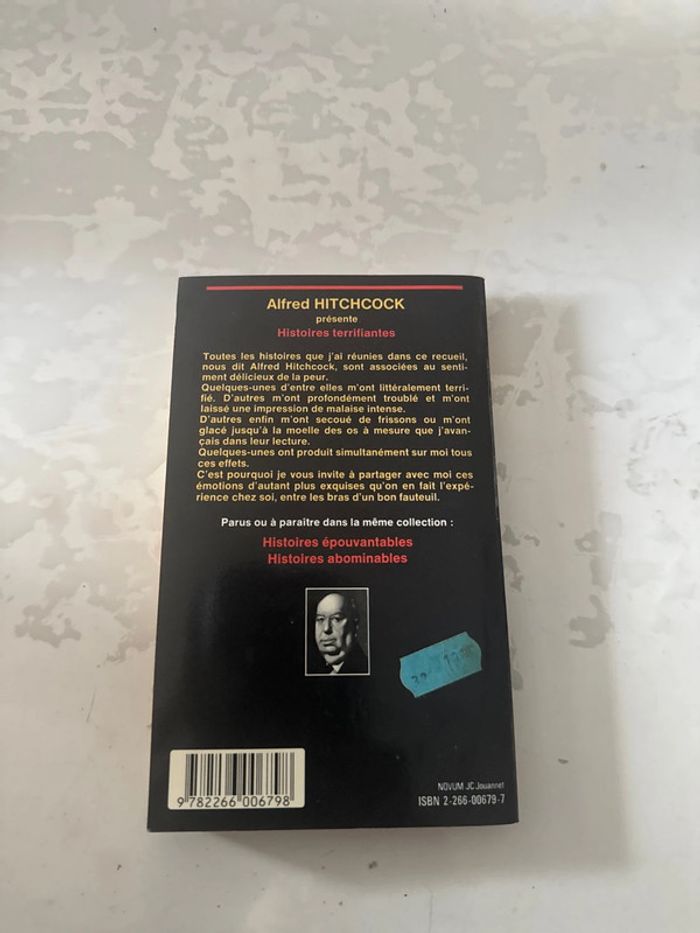 Alfred HITCHCOCK
présente
Histoires terrifiantes
Toutes les histoires que j'ai réunies dans ce recueil,
nous dit Alfred Hitchcock, sont associées au senti-
ment délicieux de la peur.
Quelques-unes d'entre elles m'ont littéralement terri-
fié. D'autres m'ont profondément troublé et m'ont
laissé une impression de malaise intense.
D'autres enfin m'ont secoué de frissons ou m'ont
glacé jusqu'à la moelle des os à mesure que j'avan-
çais dans leur lecture.
Quelques-unes ont produit simultanément sur moi tous
ces effets.
C'est pourquoi je vous invite à partager avec moi ces
émotions d'autant plus exquises qu'on en fait l'expé-
rience chez soi, entre les bras d'un bon fauteuil.
Parus ou à paraître dans la même collection :
Histoires épouvantables
Histoires abominables
NOVUM JC Jouannet
ISBN 2-266-00679-7
9 782266 006798